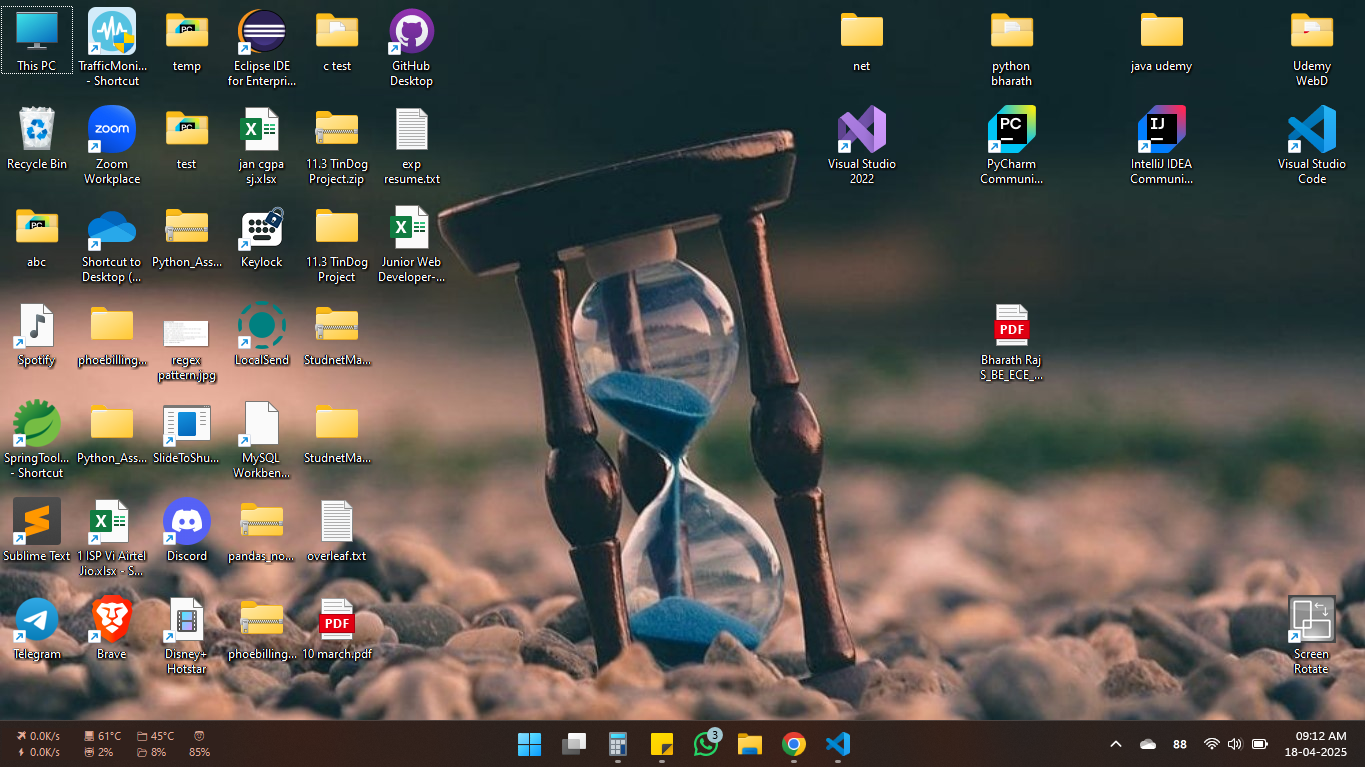 This PC
TrafficMoni...
- Shortcut
temp
Eclipse IDE
for Enterpri...
c test
GitHub
Desktop
net
python
bharath
java udemy
Udemy
WebD
Recycle Bin
zoom
Zoom
Workplace
test
jan cgpa
sj.xlsx
11.3 TinDog
Project.zip
exp
resume.txt
Visual Studio
2022
PC
PyCharm
Communi...
IJ
IntelliJ IDEA
Communi...
Visual Studio
Code
abc
Shortcut to
Desktop (...
Python_Ass...
Keylock
11.3 TinDog
Project
Junior Web
Developer-...
Spotify
phoebilling...
regex
pattern.jpg
LocalSend
StudnetMa...
PDF
Bharath Raj
S_BE_ECE_...
SpringTool...
- Shortcut
Python_Ass...
SlideToShu...
MySQL
Workben...
StudnetMa...
Sublime Text
1 ISP Vi Airtel
Jio.xlsx - S...
Discord
pandas_no...
overleaf.txt
Telegram
Brave
Disney+
Hotstar
phoebilling...
PDF
10 march.pdf
Screen
Rotate
0.0K/s 61°C 45°C
0.0K/s 2% 8% 85%
3
88
09:12 AM
18-04-2025